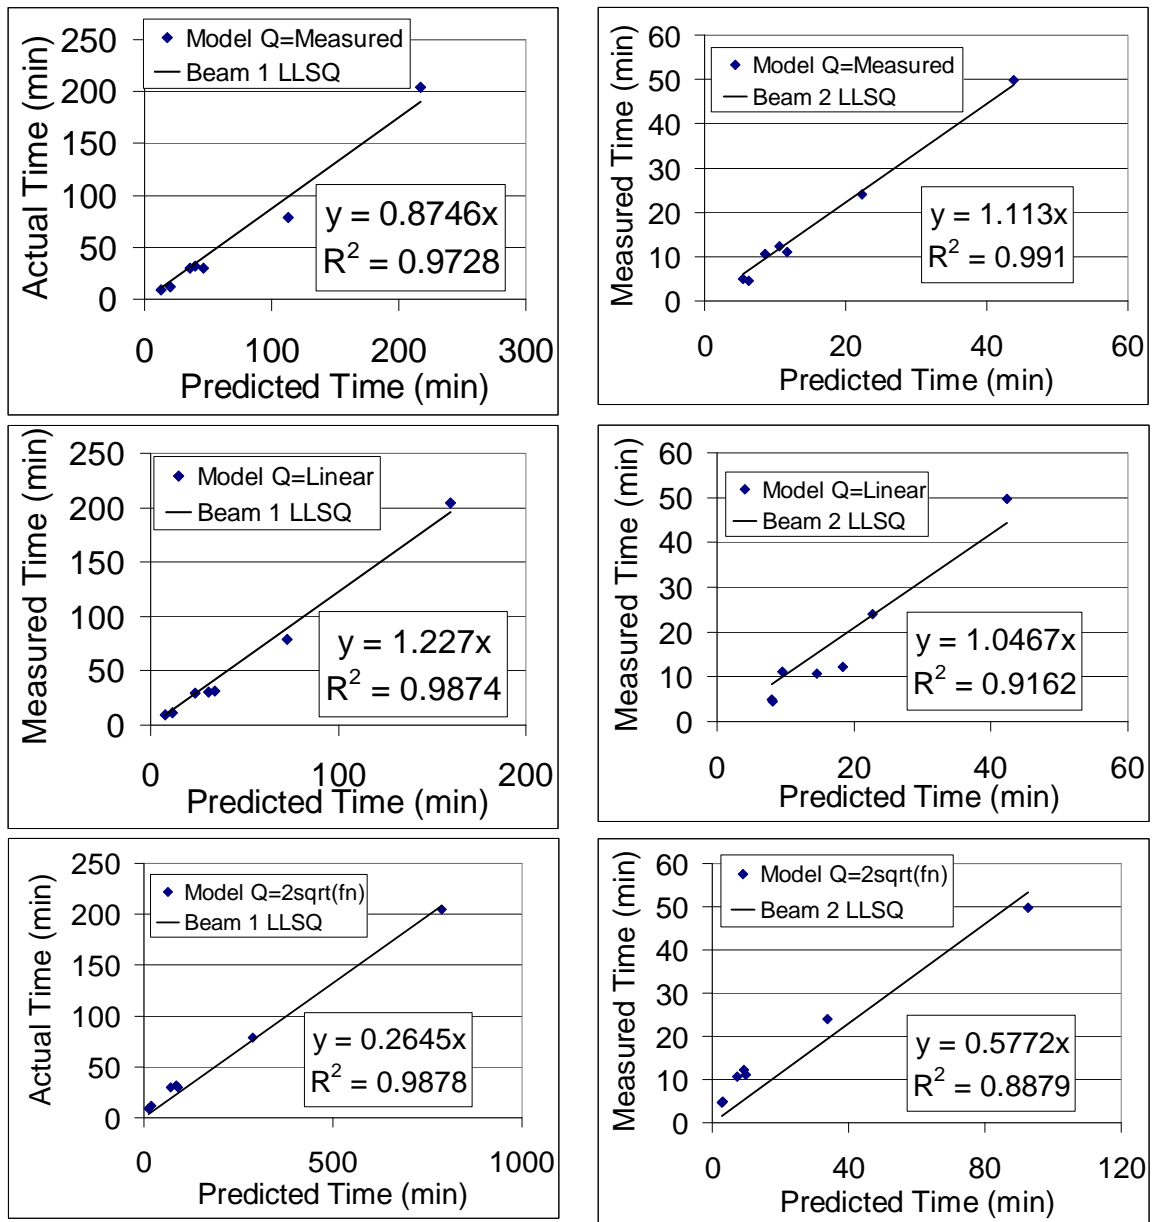 250
200
150
100
50
0
Actual Time (min)
Model Q=Measured
Beam 1 LLSQ
y = 0.8746x
R² = 0.9728
0 100 200 300
Predicted Time (min)
60
50
40
30
20
10
0
Measured Time (min)
Model Q=Measured
Beam 2 LLSQ
y = 1.113x
R² = 0.991
0 20 40 60
Predicted Time (min)
250
200
150
100
50
0
Measured Time (min)
Model Q=Linear
Beam 1 LLSQ
y = 1.227x
R² = 0.9874
0 100 200
Predicted Time (min)
60
50
40
30
20
10
0
Measured Time (min)
Model Q=Linear
Beam 2 LLSQ
y = 1.0467x
R² = 0.9162
0 20 40 60
Predicted Time (min)
250
200
150
100
50
0
Actual Time (min)
Model Q=2sqrt(fn)
Beam 1 LLSQ
y = 0.2645x
R² = 0.9878
0 500 1000
Predicted Time (min)
60
50
40
30
20
10
0
Measured Time (min)
Model Q=2sqrt(fn)
Beam 2 LLSQ
y = 0.5772x
R² = 0.8879
0 40 80 120
Predicted Time (min)